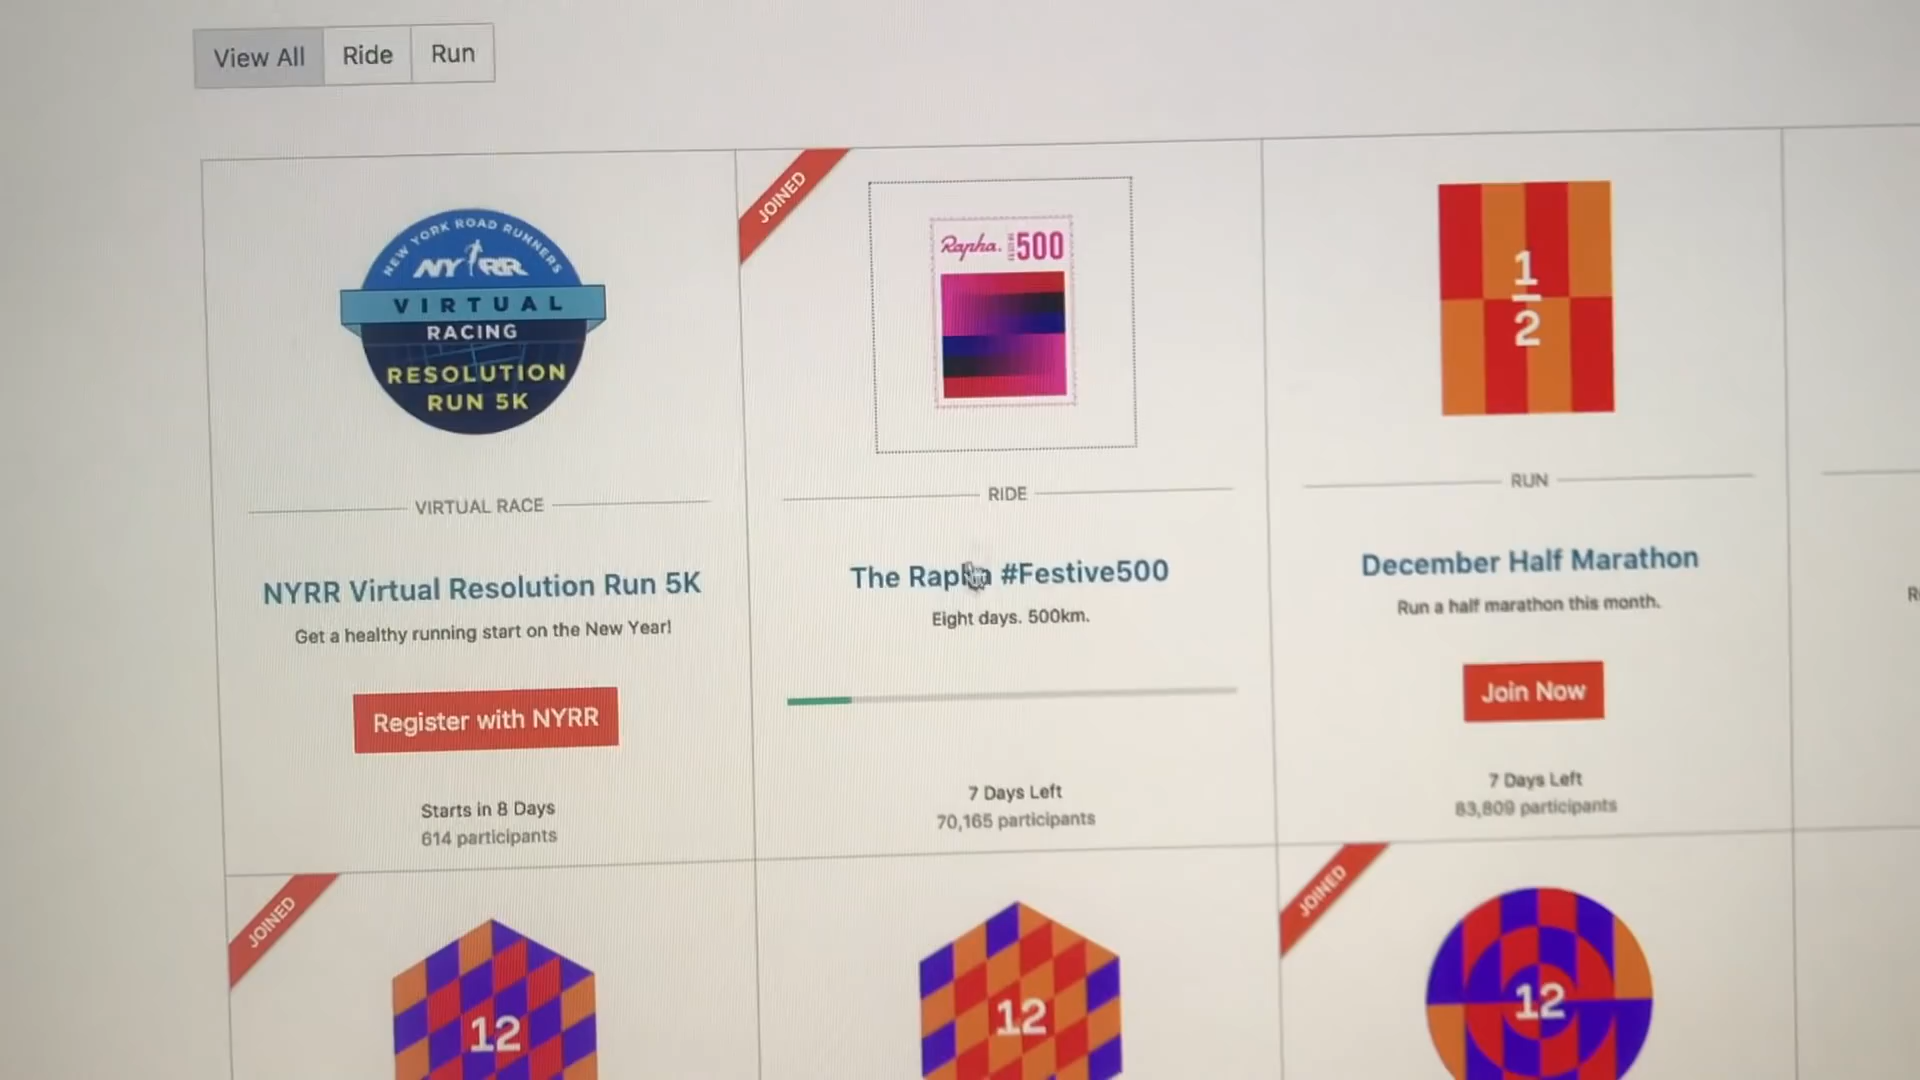 View All
Ride
Run
NEW YORK ROAD RUNNERS
NYRR
VIRTUAL
RACING
RESOLUTION
RUN 5K
VIRTUAL RACE
NYRR Virtual Resolution Run 5K
Get a healthy running start on the New Year!
Register with NYRR
Starts in 8 Days
614 participants
JOINED
Rapha. 500
RIDE
The Rapha #Festive500
Eight days. 500km.
7 Days Left
70,165 participants
1
2
RUN
December Half Marathon
Run a half marathon this month.
Join Now
7 Days Left
83,809 participants
JOINED
12
12
JOINED
12